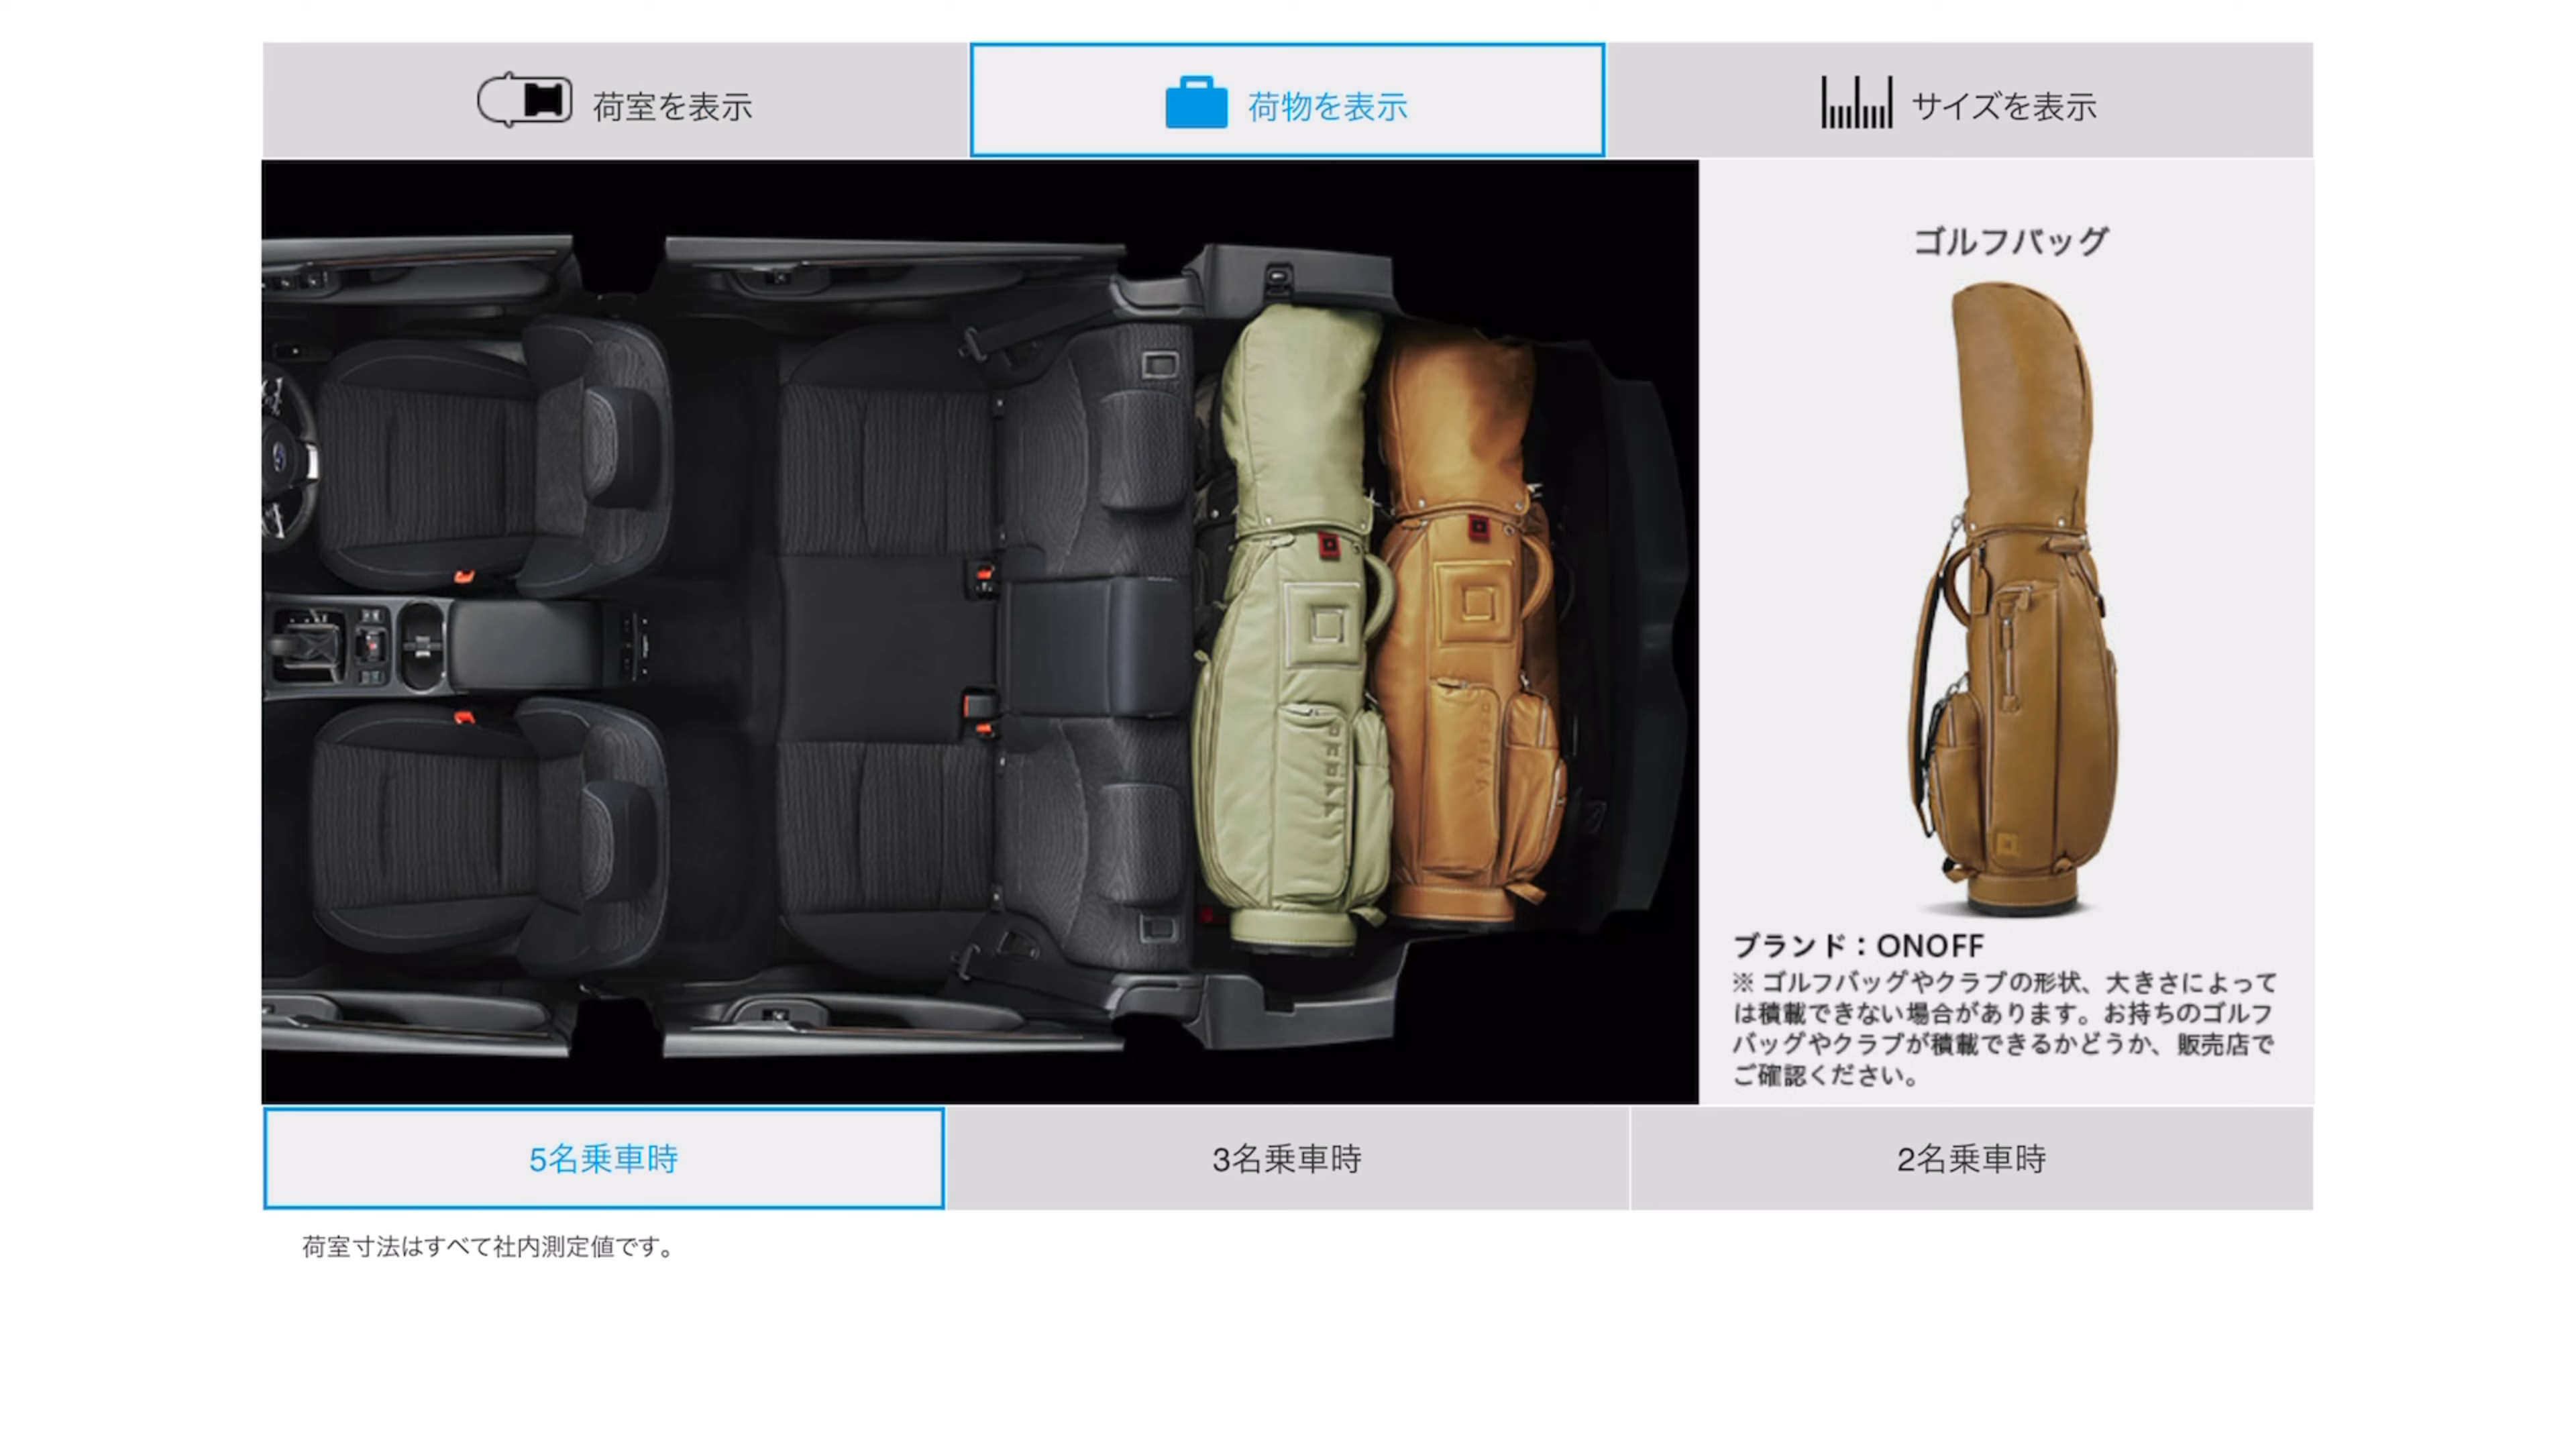 荷室を表示
荷物を表示
サイズを表示
ゴルフバッグ
ブランド：ONOFF
※ ゴルフバッグやクラブの形状、大きさによって
は積載できない場合があります。お持ちのゴルフ
バッグやクラブが積載できるかどうか、販売店で
ご確認ください。
5名乗車時
3名乗車時
2名乗車時
荷室寸法はすべて社内測定値です。